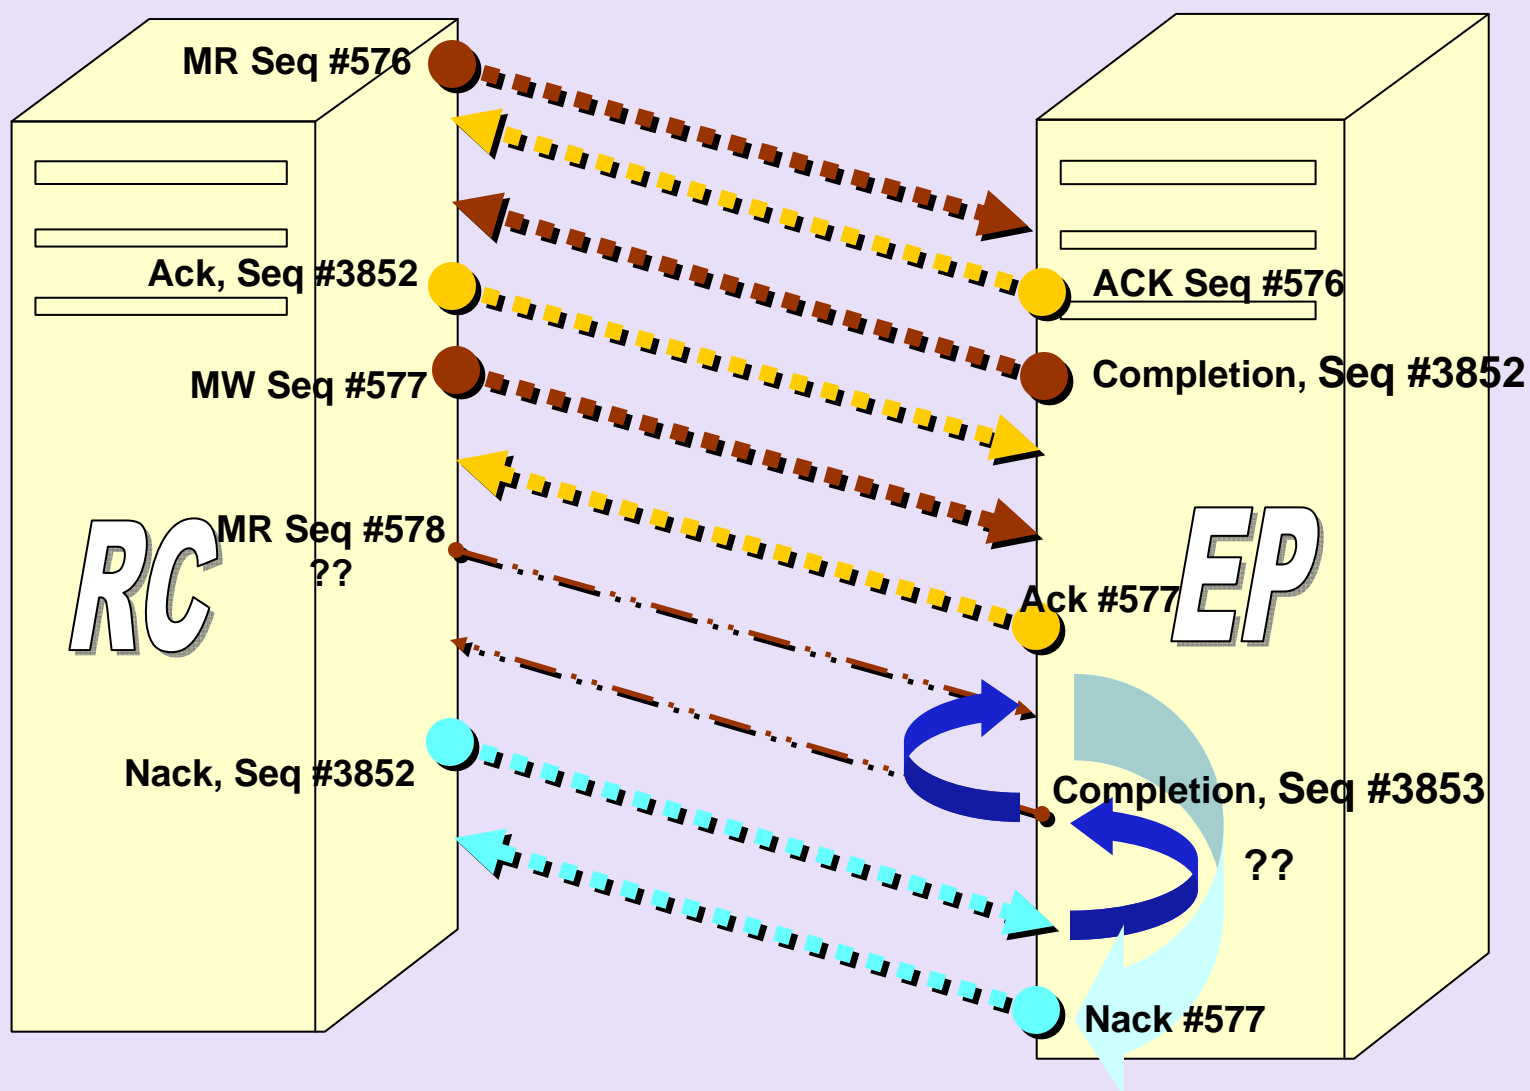 MR Seq #576
Ack, Seq #3852
ACK Seq #576
MW Seq #577
Completion, Seq #3852
MR Seq #578
??
RC
EP
Ack #577
Nack, Seq #3852
Completion, Seq #3853
??
Nack #577